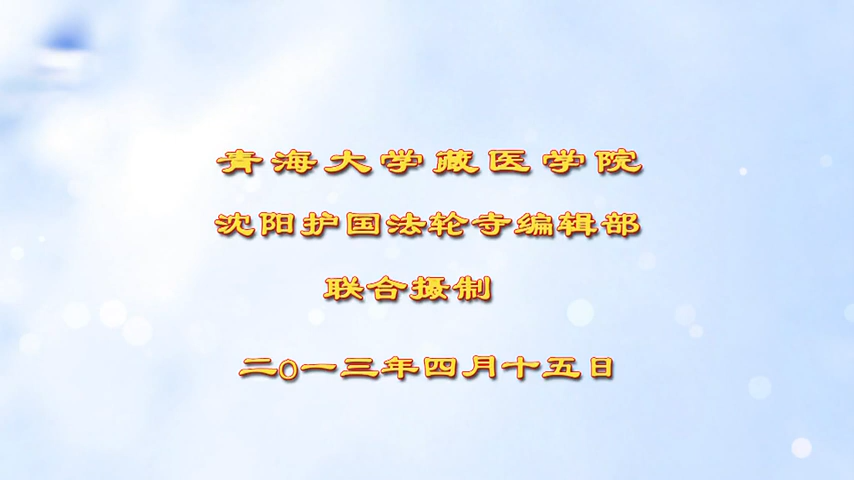 青海大学藏医学院
沈阳护国法轮寺编辑部
联合摄制
二〇一三年四月十五日